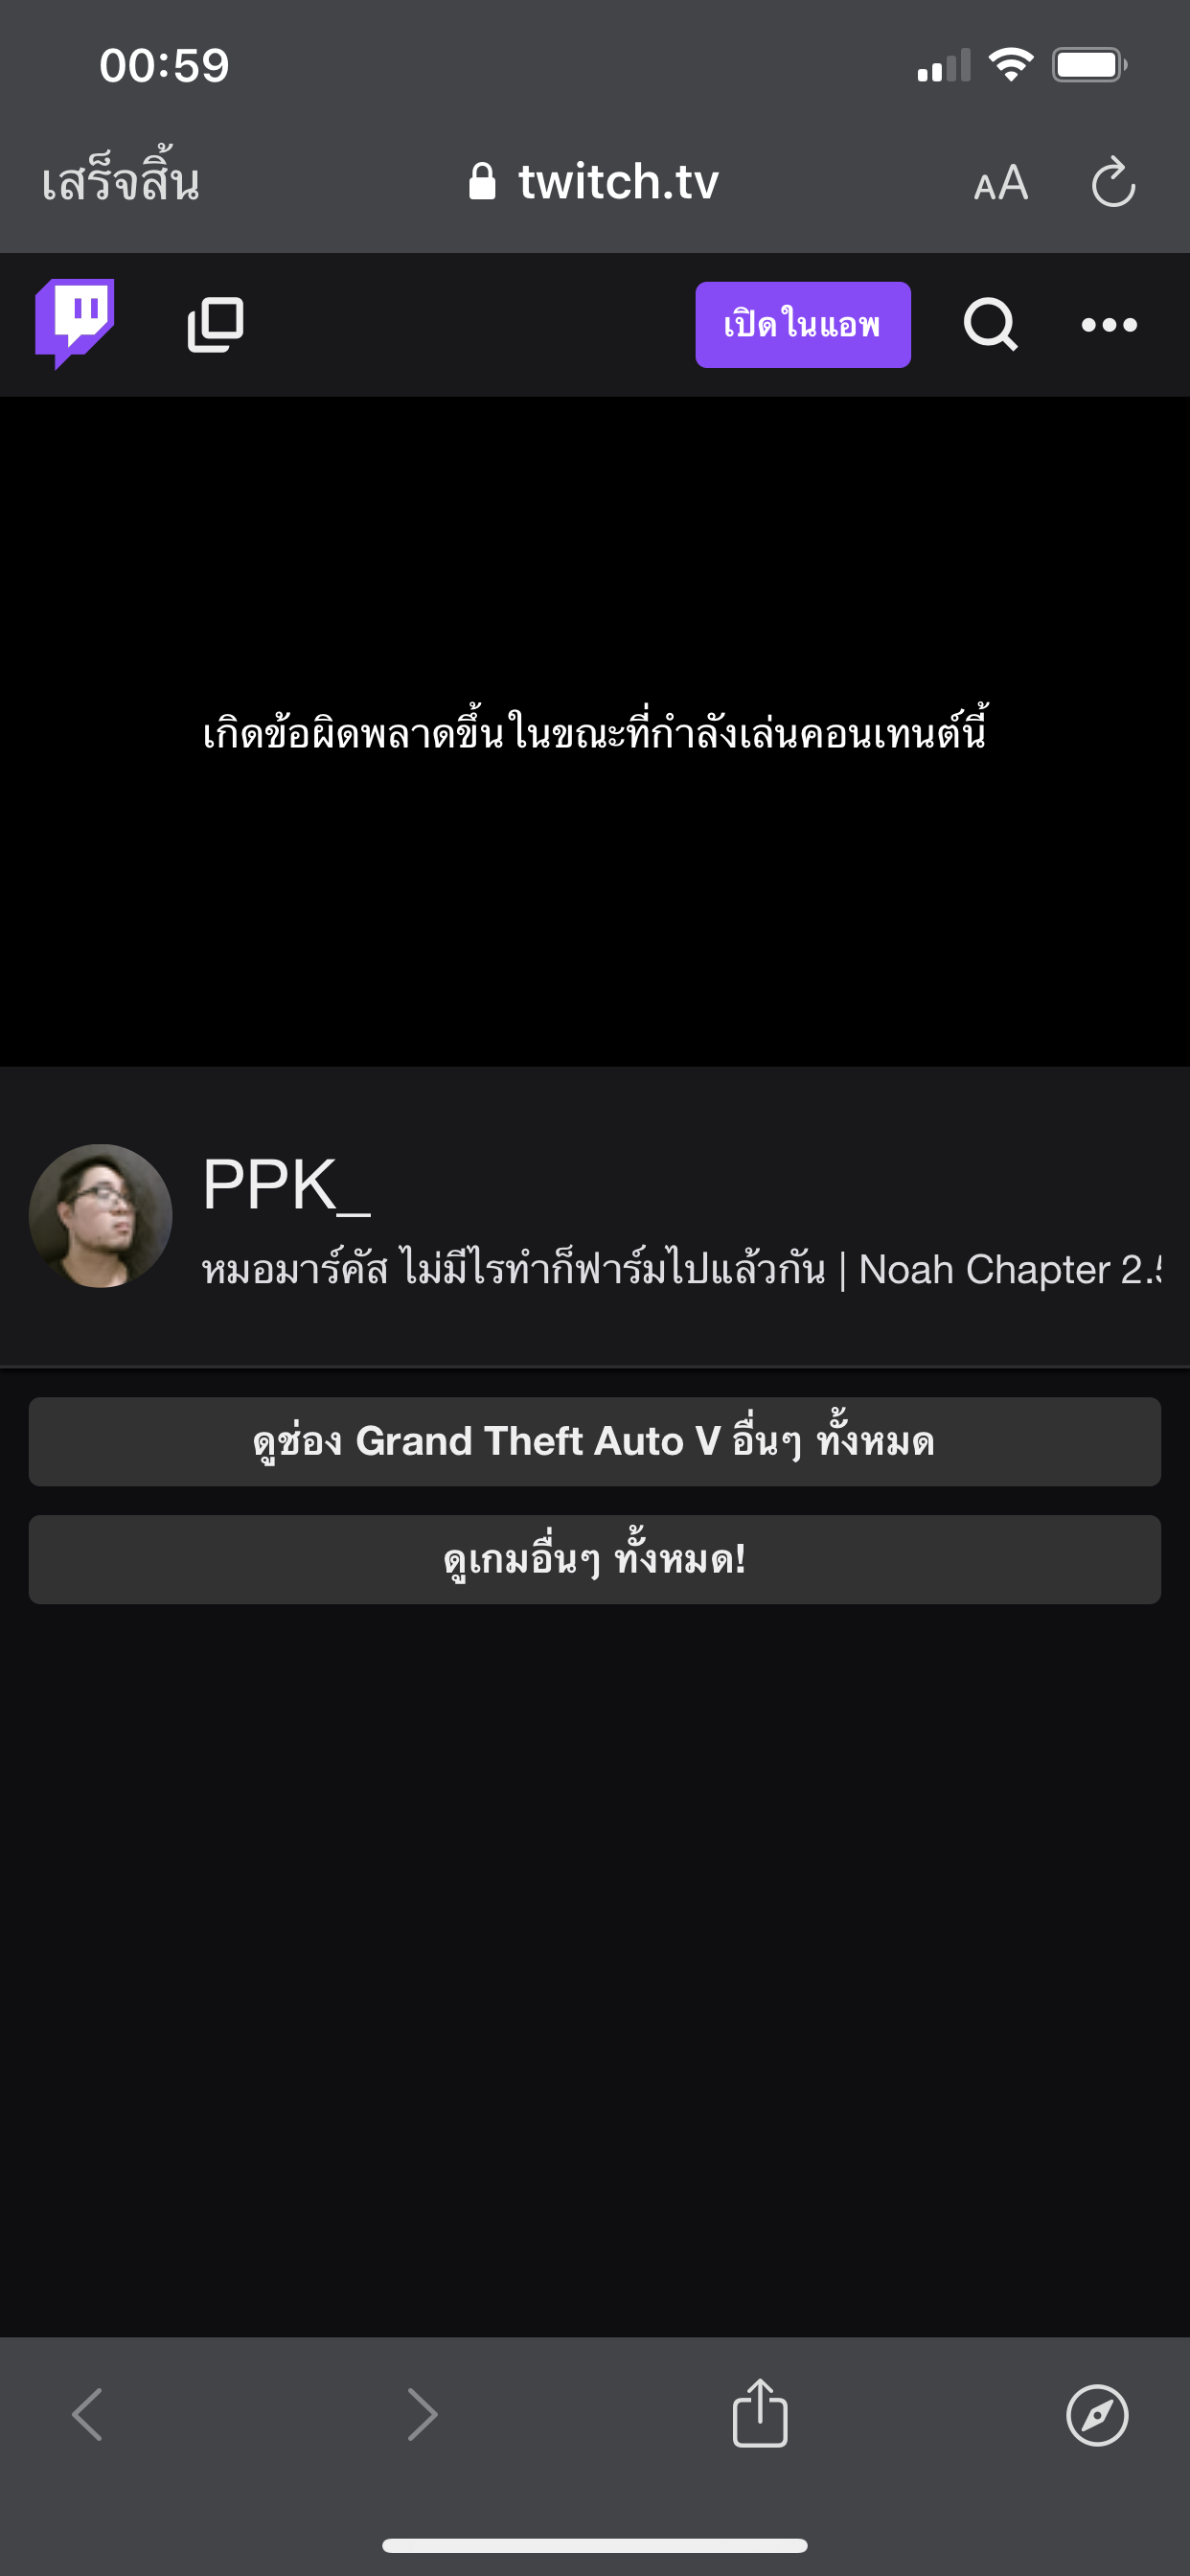 00:59
เสร็จสิ้น
twitch.tv
AA
เปิดในแอพ
เกิดข้อผิดพลาดขึ้นในขณะที่กำลังเล่นคอนเทนต์นี้
PPK_
หมอมาร์คัส ไม่มีไรทำก็ฟาร์มไปแล้วกัน | Noah Chapter 2.5
ดูช่อง Grand Theft Auto V อื่นๆ ทั้งหมด
ดูเกมอื่นๆ ทั้งหมด!